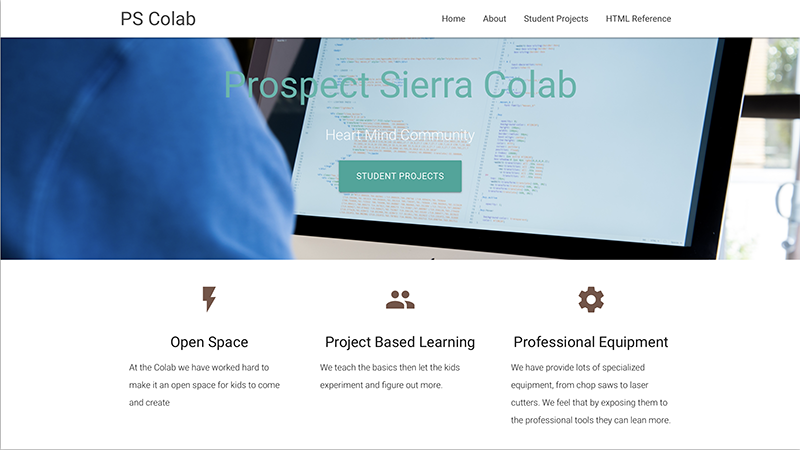 PS Colab
Home About Student Projects HTML Reference
Prospect Sierra Colab
Heart Mind Community
STUDENT PROJECTS
Open Space
At the Colab we have worked hard to
make it an open space for kids to come
and create
Project Based Learning
We teach the basics then let the kids
experiment and figure out more.
Professional Equipment
We have provide lots of specialized
equipment, from chop saws to laser
cutters. We feel that by exposing them to
the professional tools they can lean more.